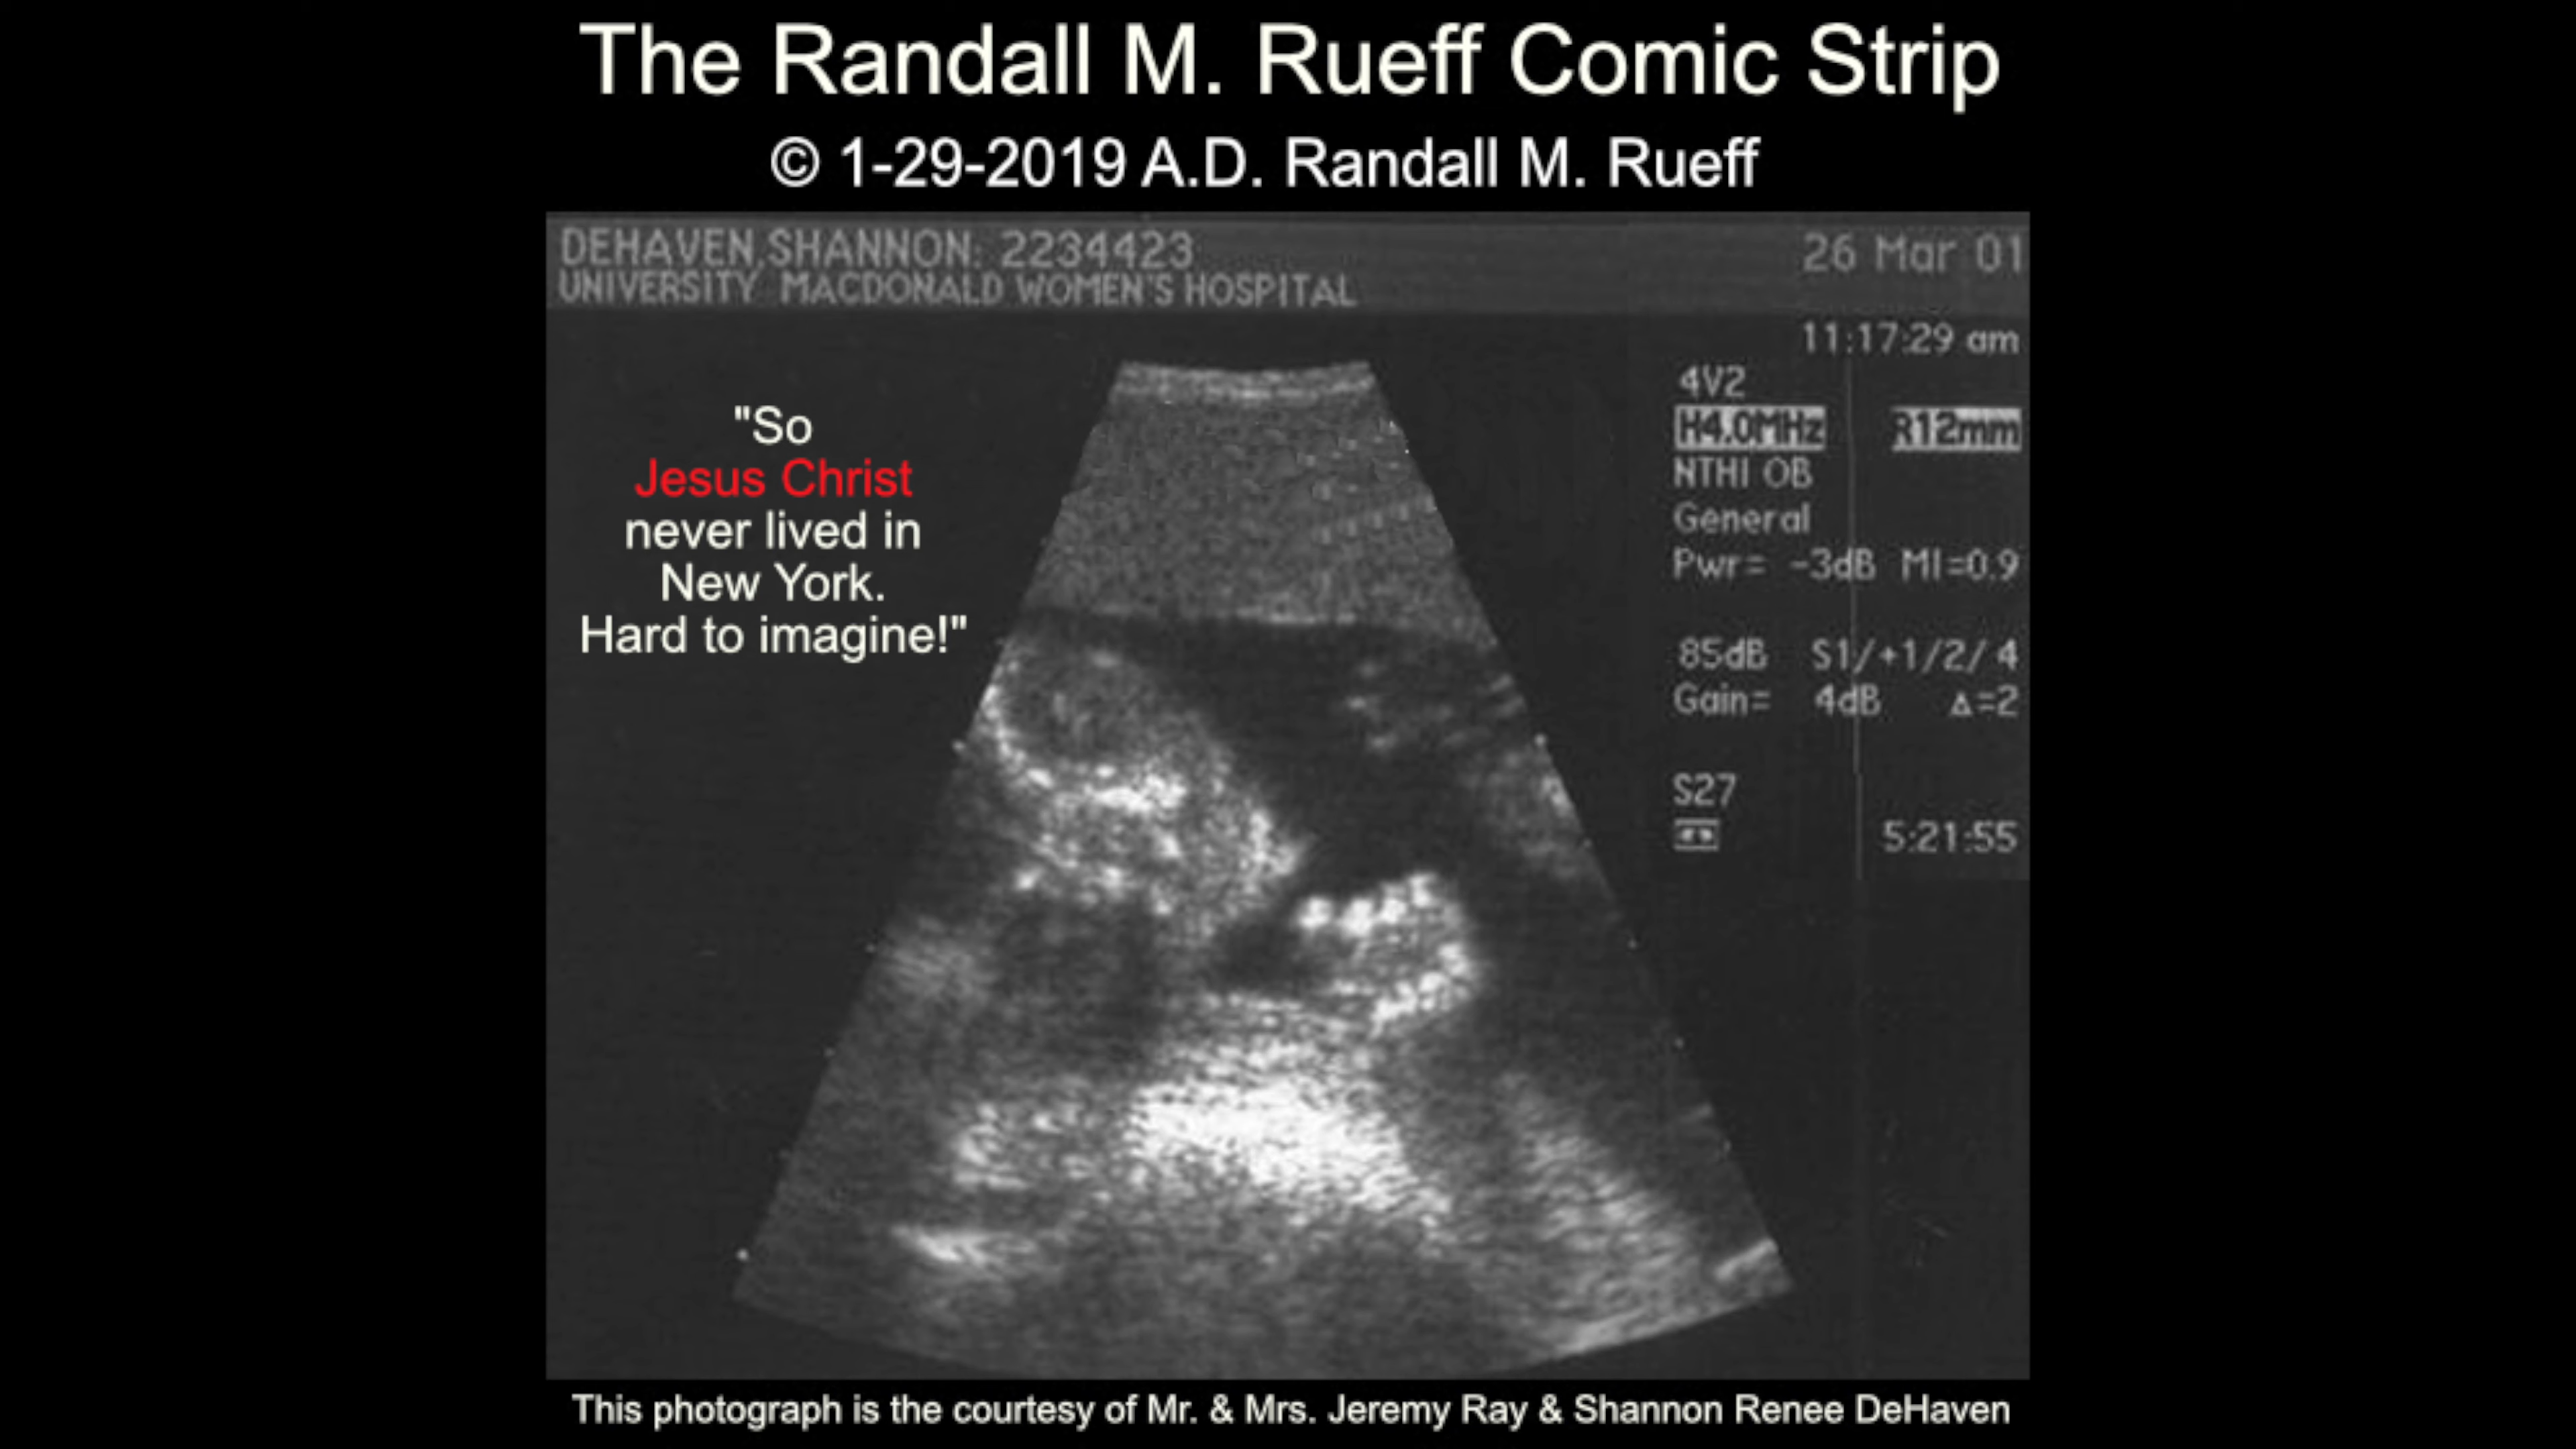 The Randall M. Rueff Comic Strip
© 1-29-2019 A.D. Randall M. Rueff
DEHAVEN,SHANNON: 2234423
26 Mar 01
UNIVERSITY MACDONALD WOMEN'S HOSPITAL
11:17:29 am
4V2
H4.0MHz R12mm
NTHI OB
General
Pwr= -3dB MI=0.9
85dB S1/+1/2/4
Gain= 4dB Δ=2
S27
5:21:55
"So
Jesus Christ
never lived in
New York.
Hard to imagine!"
This photograph is the courtesy of Mr. & Mrs. Jeremy Ray & Shannon Renee DeHaven